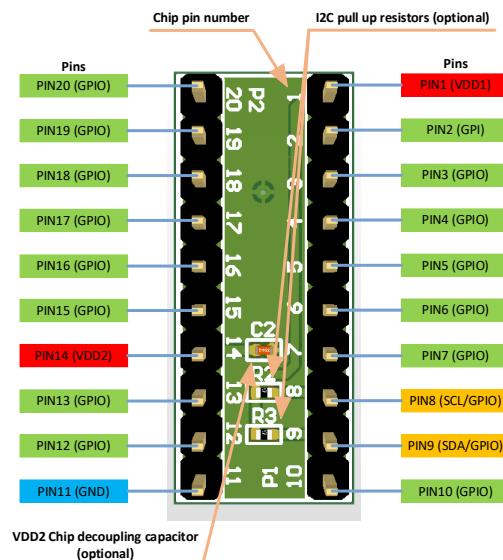 Chip pin number
I2C pull up resistors (optional)
Pins
Pins
PIN20 (GPIO)
PIN19 (GPIO)
PIN18 (GPIO)
PIN17 (GPIO)
PIN16 (GPIO)
PIN15 (GPIO)
PIN14 (VDD2)
PIN13 (GPIO)
PIN12 (GPIO)
PIN11 (GND)
P2
20
19
18
17
16
15
14
13
12
11
C2
R3
P1
1
2
5
6
7
8
9
10
PIN1 (VDD1)
PIN2 (GPI)
PIN3 (GPIO)
PIN4 (GPIO)
PIN5 (GPIO)
PIN6 (GPIO)
PIN7 (GPIO)
PIN8 (SCL/GPIO)
PIN9 (SDA/GPIO)
PIN10 (GPIO)
VDD2 Chip decoupling capacitor
(optional)